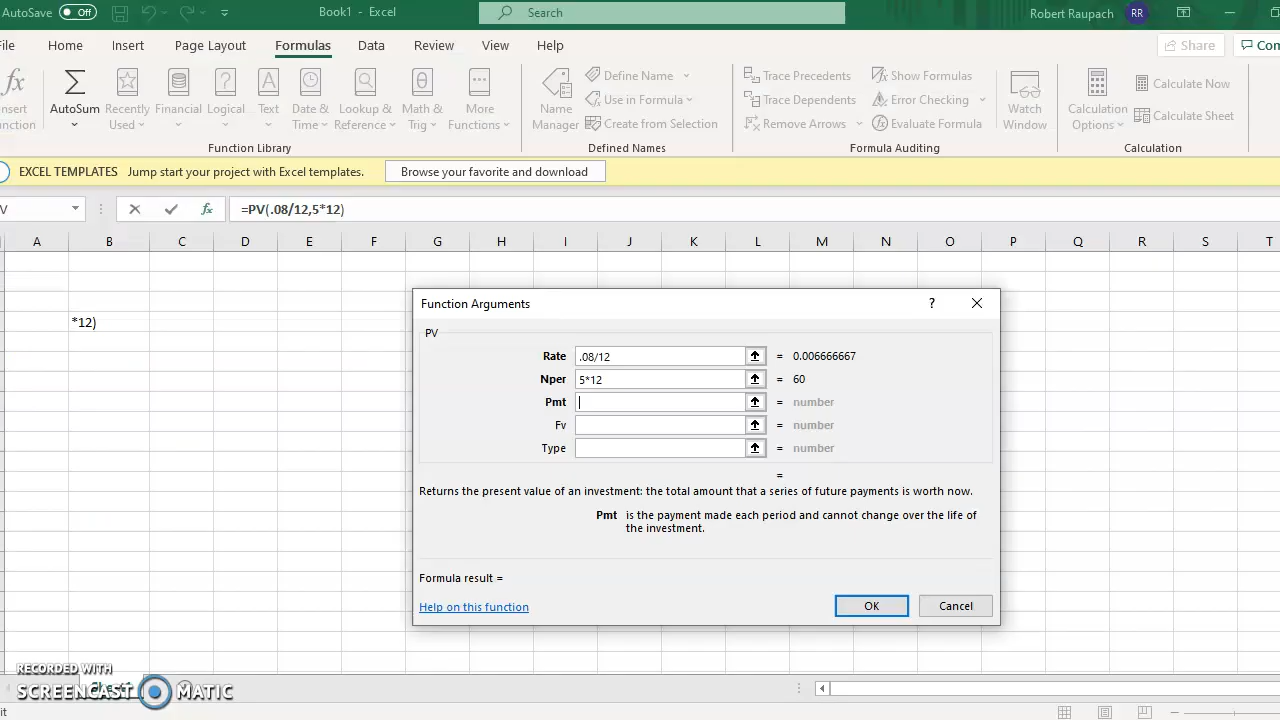 AutoSave Off Book1 - Excel Search Robert Raupach RR
File Home Insert Page Layout Formulas Data Review View Help Share Com
fx Insert Function
AutoSum
Recently Used
Financial
Logical
Text
Date & Time
Lookup & Reference
Math & Trig
More Functions
Function Library
Name Manager
Define Name
Use in Formula
Create from Selection
Defined Names
Trace Precedents
Trace Dependents
Remove Arrows
Show Formulas
Error Checking
Evaluate Formula
Watch Window
Formula Auditing
Calculation Options
Calculate Now
Calculate Sheet
Calculation
EXCEL TEMPLATES Jump start your project with Excel templates. Browse your favorite and download
V fx =PV(.08/12,5*12)
A B C D E F G H I J K L M N O P Q R S T
*12)
Function Arguments ?
PV
Rate .08/12 = 0.006666667
Nper 5*12 = 60
Pmt = number
Fv = number
Type = number
=
Returns the present value of an investment: the total amount that a series of future payments is worth now.
Pmt is the payment made each period and cannot change over the life of
the investment.
Formula result =
Help on this function OK Cancel
RECORDED WITH
SCREENCAST MATIC
it